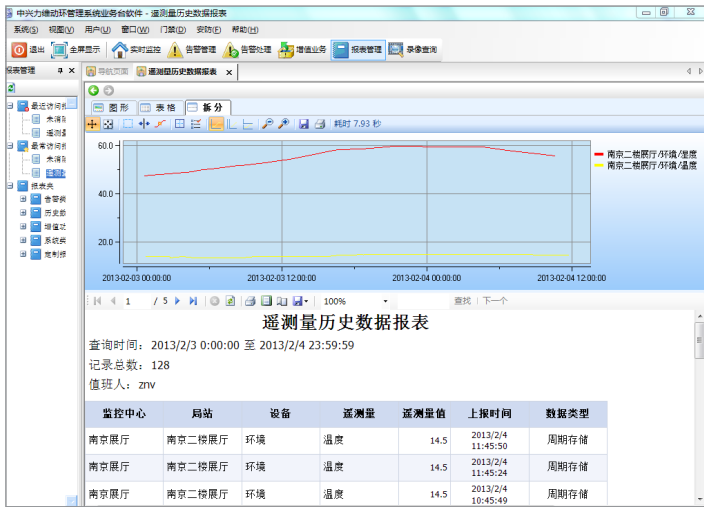 中兴力维动环管理系统业务台软件 - 遥测量历史数据报表
系统(S) 视图(V) 用户(U) 窗口(W) 门禁(D) 安防(F) 帮助(H)
退出 全屏显示 实时监控 告警管理 告警处理 增值业务 报表管理 录像查询
报表管理
导航页面 遥测量历史数据报表 x
最近访问
未消
遥测
最常访问
未消
遥测
报表夹
告警
历史
增值
系统
定制
图形 表格 拆分
耗时 7.93 秒
60.0
40.0
20.0
南京二楼展厅/环境/湿度
南京二楼展厅/环境/温度
2013-02-03 00:00:00 2013-02-03 12:00:00 2013-02-04 00:00:00 2013-02-04 12:00:00
1 / 5 100% 查找 | 下一个
遥测量历史数据报表
查询时间: 2013/2/3 0:00:00 至 2013/2/4 23:59:59
记录总数: 128
值班人: znv
监控中心 局站 设备 遥测量 遥测量值 上报时间 数据类型
南京展厅 南京二楼展厅 环境 温度 14.5 2013/2/4 11:45:50 周期存储
南京展厅 南京二楼展厅 环境 温度 14.5 2013/2/4 11:45:24 周期存储
南京展厅 南京二楼展厅 环境 温度 14.5 2013/2/4 10:45:49 周期存储